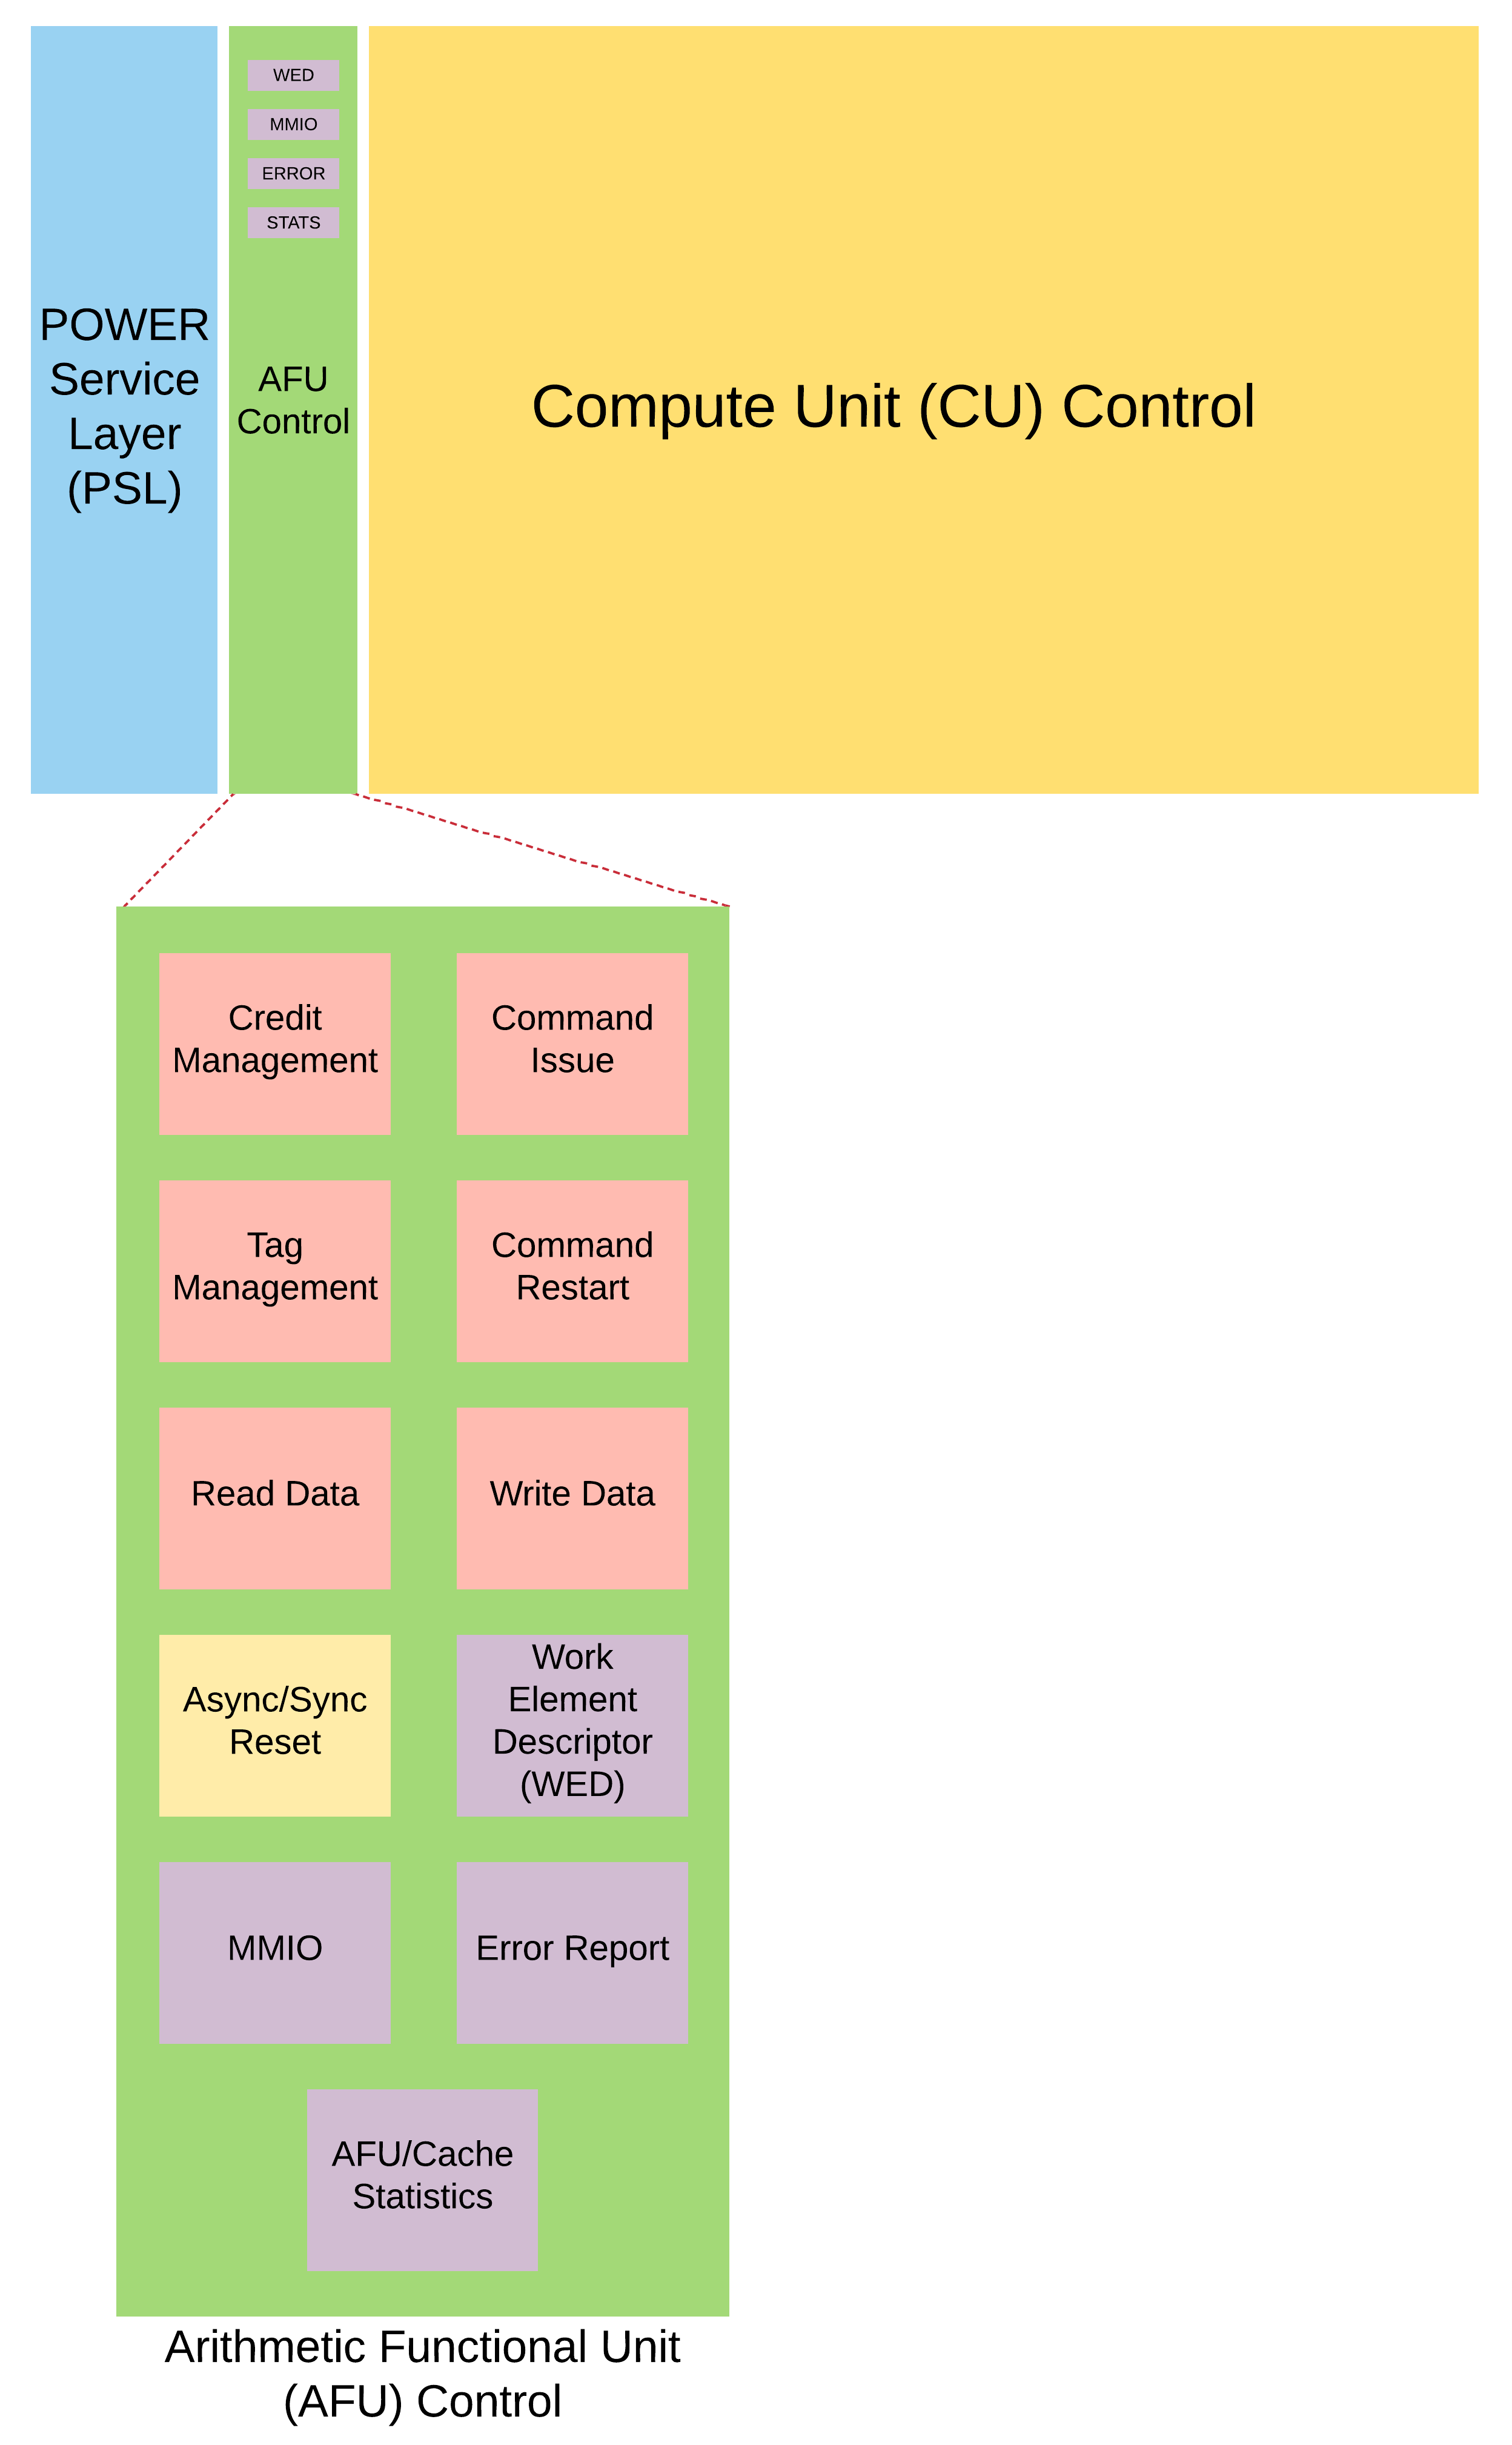 WED
MMIO
ERROR
STATS
POWER
Service
Layer
(PSL)
AFU
Control
Compute Unit (CU) Control
Credit
Management
Command
Issue
Tag
Management
Command
Restart
Read Data
Write Data
Async/Sync
Reset
Work
Element
Descriptor
(WED)
MMIO
Error Report
AFU/Cache
Statistics
Arithmetic Functional Unit
(AFU) Control